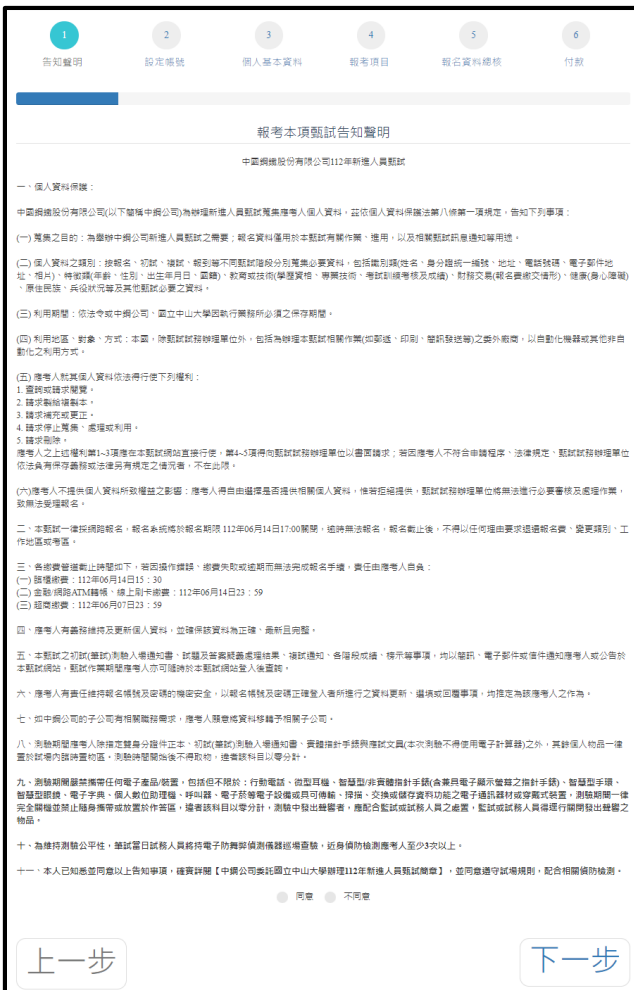 1 2 3 4 5 6
告知聲明 設定帳號 個人基本資料 報考項目 報名資料總核 付款
報考本項甄試告知聲明
中國鋼鐵股份有限公司112年新進人員甄試
一、個人資料保護：
中國鋼鐵股份有限公司(以下簡稱中鋼公司)為辦理新進人員甄試蒐集應考人個人資料，茲依個人資料保護法第八條第一項規定，告知下列事項：
(一) 蒐集之目的：為舉辦中鋼公司新進人員甄試之需要；報名資料僅用於本甄試有關作業、進用，以及相關甄試訊息通知等用途。
(二) 個人資料之類別：按報名、初試、複試、報到等不同甄試階段分別蒐集必要資料，包括識別類(姓名、身分證統一編號、地址、電話號碼、電子郵件地
址、相片)、特徵類(年齡、性別、出生年月日、國籍)、教育或技術(學歷資格、專業技術、考試訓練考核及成績)、財務交易(報名費繳交情形)、健康(身心障礙)
、原住民族、兵役狀況等及其他甄試必要之資料。
(三) 利用期間：依法令或中鋼公司、國立中山大學因執行業務所必須之保存期間。
(四) 利用地區、對象、方式：本國，除甄試試務辦理單位外，包括為辦理本甄試相關作業(如郵遞、印刷、簡訊發送等)之委外廠商，以自動化機器或其他非自
動化之利用方式。
(五) 應考人就其個人資料依法得行使下列權利：
1. 查詢或請求閱覽。
2. 請求製給複製本。
3. 請求補充或更正。
4. 請求停止蒐集、處理或利用。
5. 請求刪除。
應考人之上述權利第1~3項應在本甄試網站直接行使，第4~5項得向甄試試務辦理單位以書面請求；若因應考人不符合申請程序、法律規定、甄試試務辦理單位
依法負有保存義務或法律另有規定之情況者，不在此限。
(六)應考人不提供個人資料所致權益之影響：應考人得自由選擇是否提供相關個人資料，惟若拒絕提供，甄試試務辦理單位將無法進行必要審核及處理作業，
致無法受理報名。
二、本甄試一律採網路報名，報名系統將於報名期限 112年06月14日17:00關閉，逾時無法報名，報名截止後，不得以任何理由要求退還報名費、變更類別、工
作地區或考區。
三、各繳費管道截止時間如下，若因操作錯誤、繳費失敗或逾期而無法完成報名手續，責任由應考人自負：
(一) 臨櫃繳費：112年06月14日15：30
(二) 金融/網路ATM轉帳、線上刷卡繳費：112年06月14日23：59
(三) 超商繳費：112年06月07日23：59
四、應考人有義務維持及更新個人資料，並確保該資料為正確、最新且完整。
五、本甄試之初試(筆試)測驗入場通知書、試題及答案疑義處理結果、複試通知、各階段成績、榜示等事項，均以簡訊、電子郵件或信件通知應考人或公告於
本甄試網站，甄試作業期間應考人亦可隨時於本甄試網站登入後查詢。
六、應考人有責任維持報名帳號及密碼的機密安全，以報名帳號及密碼正確登入者所進行之資料更新、選填或回覆事項，均推定為該應考人之作為。
七、如中鋼公司的子公司有相關職務需求，應考人願意將資料移轉予相關子公司。
八、測驗期間應考人除指定雙身分證件正本、初試(筆試)測驗入場通知書、實體指針手錶與應試文具(本次測驗不得使用電子計算器)之外，其餘個人物品一律
置於試場內臨時置物區。測驗時間開始後不得取物，違者該科目以零分計。
九、測驗期間嚴禁攜帶任何電子產品/裝置，包括但不限於：行動電話、微型耳機、智慧型/非實體指針手錶(含兼具電子顯示螢幕之指針手錶)、智慧型手環、
智慧型眼鏡、電子字典、個人數位助理機、呼叫器、電子菸等電子設備或具可傳輸、掃描、交換或儲存資料功能之電子通訊器材或穿戴式裝置，測驗期間一律
完全關機並禁止隨身攜帶或放置於作答區，違者該科目以零分計，測驗中發出聲響者，應配合監試或試務人員之處置，監試或試務人員得逕行關閉發出聲響之
物品。
十、為維持測驗公平性，筆試當日試務人員將持電子防舞弊偵測儀器巡場查驗，近身偵防檢測應考人至少3次以上。
十一、本人已知悉並同意以上告知事項，確實詳閱【中鋼公司委託國立中山大學辦理112年新進人員甄試簡章】，並同意遵守試場規則，配合相關偵防檢測。
同意 不同意
上一步 下一步